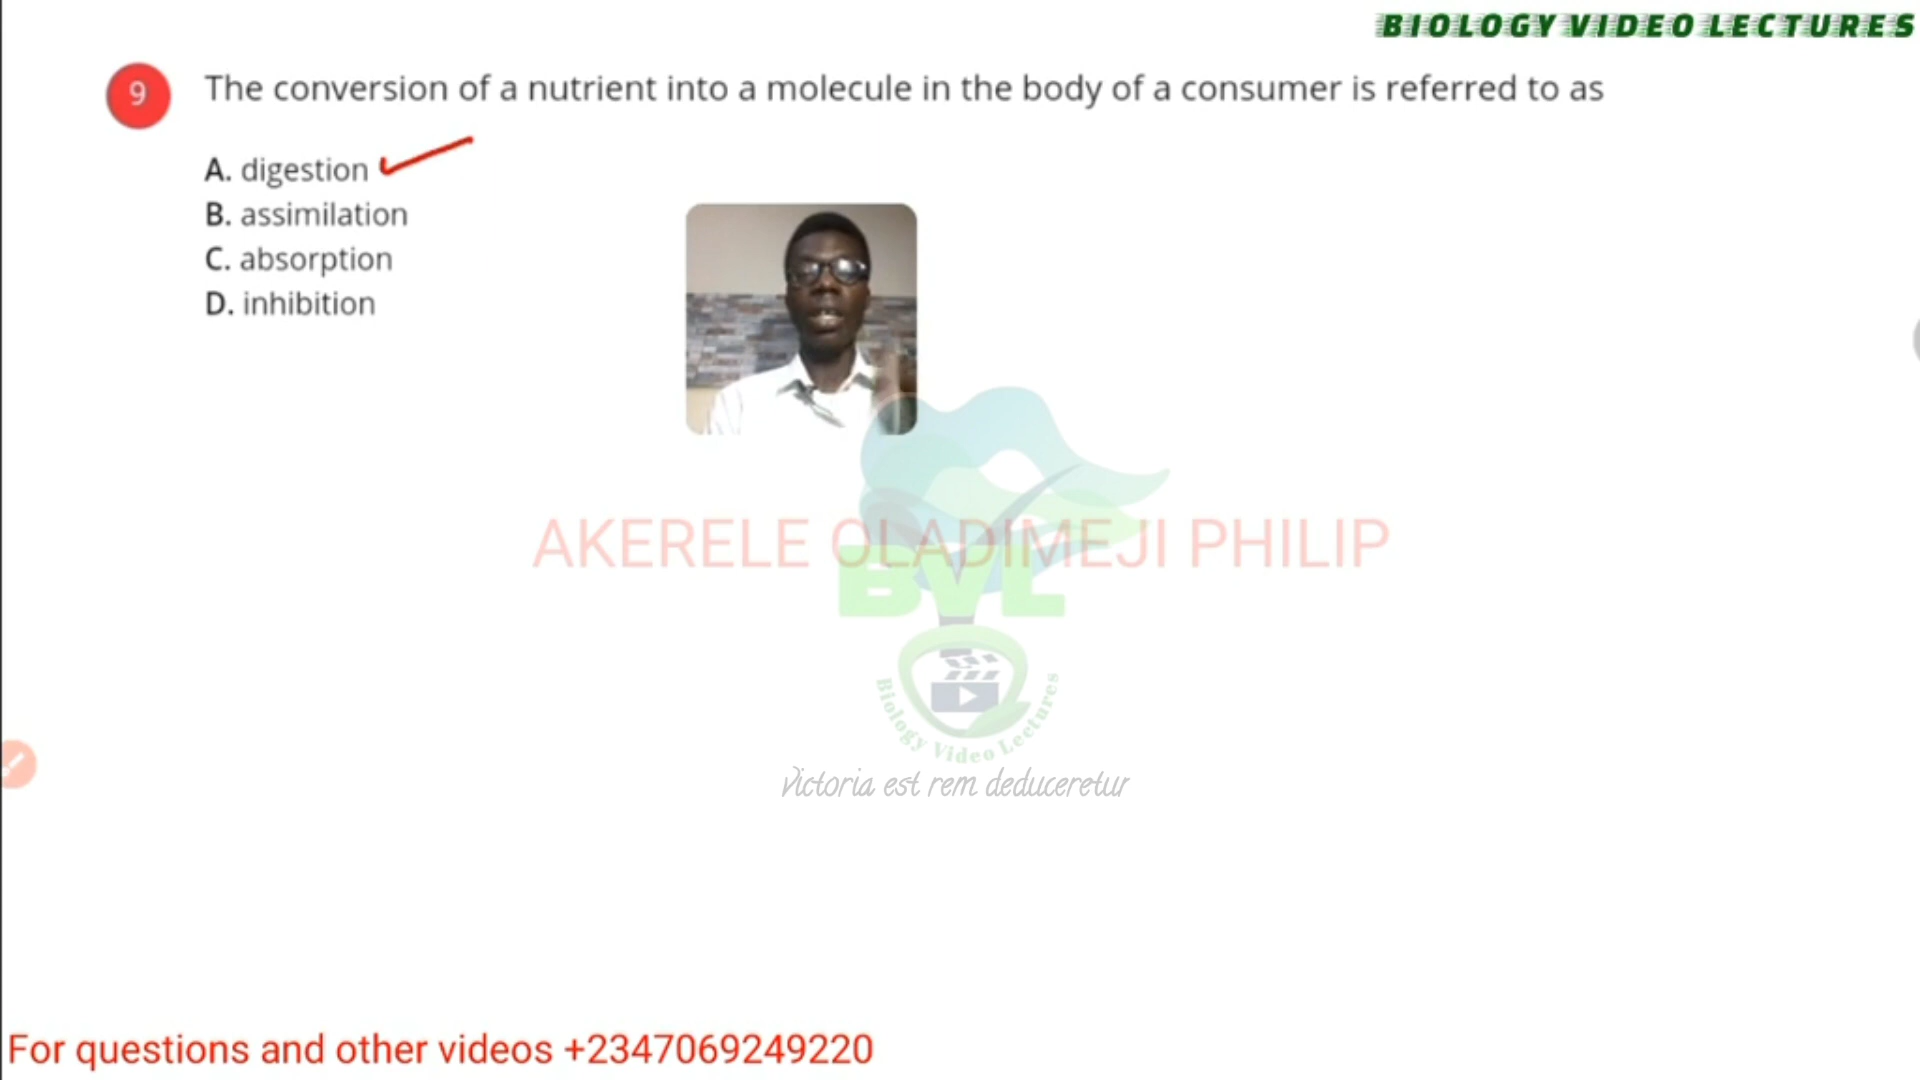 BIOLOGY VIDEO LECTURES
9 The conversion of a nutrient into a molecule in the body of a consumer is referred to as
A. digestion
B. assimilation
C. absorption
D. inhibition
AKERELE OLADIMEJI PHILIP
BVL
Biology Video Lectures
Victoria est rem deduceretur
For questions and other videos +2347069249220